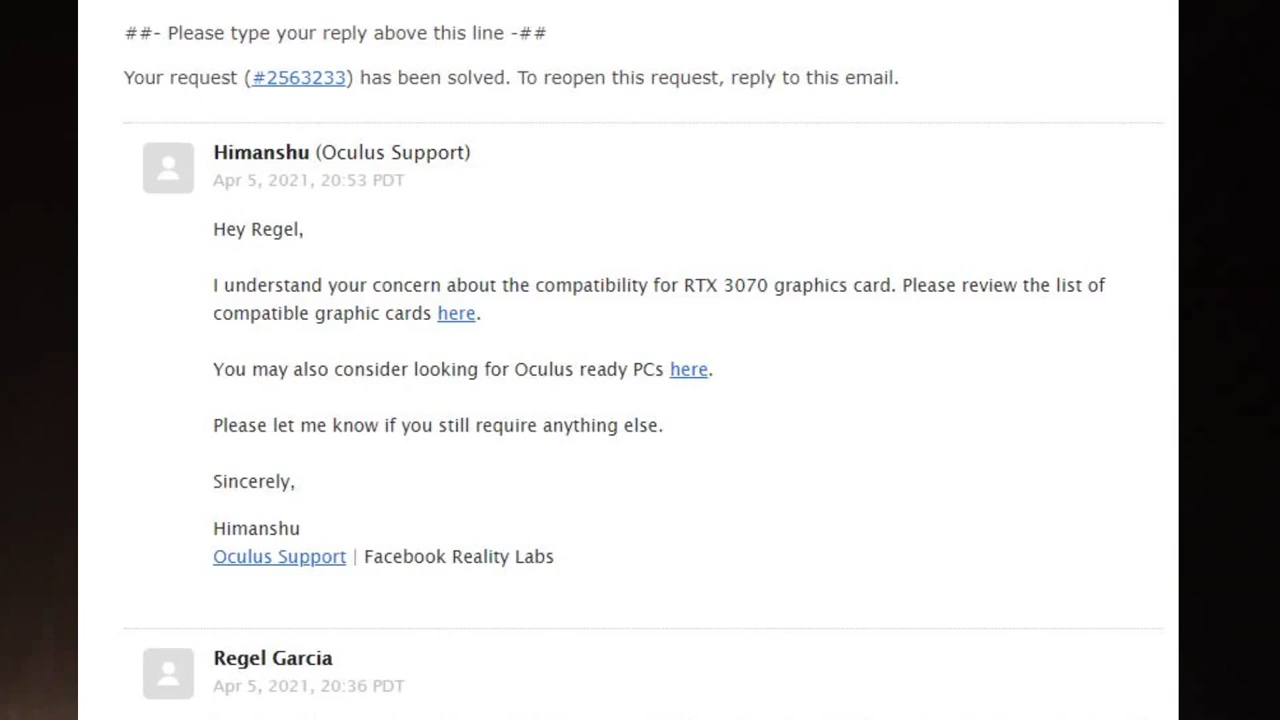 ##- Please type your reply above this line -##
Your request (#2563233) has been solved. To reopen this request, reply to this email.
Himanshu (Oculus Support)
Apr 5, 2021, 20:53 PDT
Hey Regel,
I understand your concern about the compatibility for RTX 3070 graphics card. Please review the list of
compatible graphic cards here.
You may also consider looking for Oculus ready PCs here.
Please let me know if you still require anything else.
Sincerely,
Himanshu
Oculus Support | Facebook Reality Labs
Regel Garcia
Apr 5, 2021, 20:36 PDT